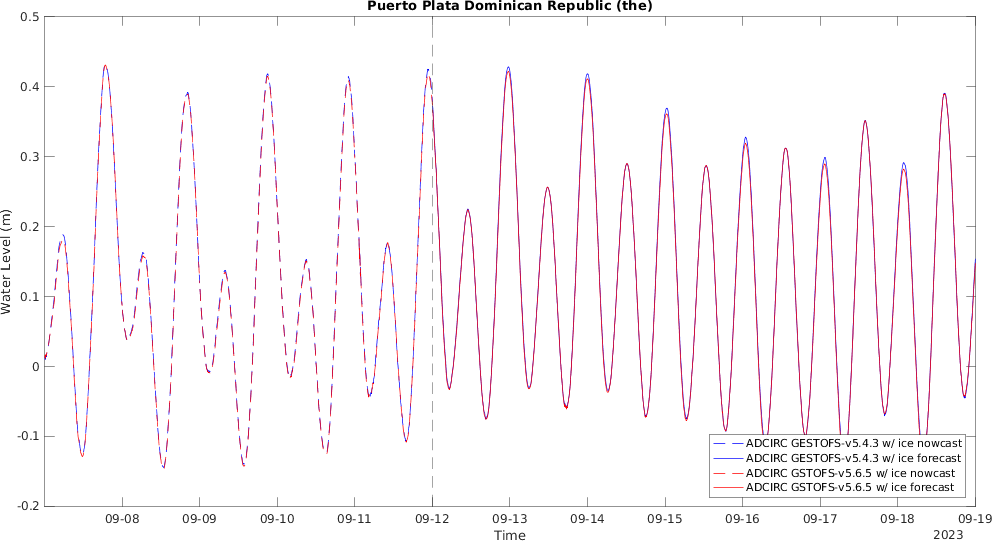 Puerto Plata Dominican Republic (the)
0.5
0.4
0.3
0.2
0.1
0
-0.1
-0.2
Water Level (m)
ADCIRC GESTOFS-v5.4.3 w/ ice nowcast
ADCIRC GESTOFS-v5.4.3 w/ ice forecast
ADCIRC GSTOFS-v5.6.5 w/ ice nowcast
ADCIRC GSTOFS-v5.6.5 w/ ice forecast
09-08 09-09 09-10 09-11 09-12 09-13 09-14 09-15 09-16 09-17 09-18 09-19
Time
2023